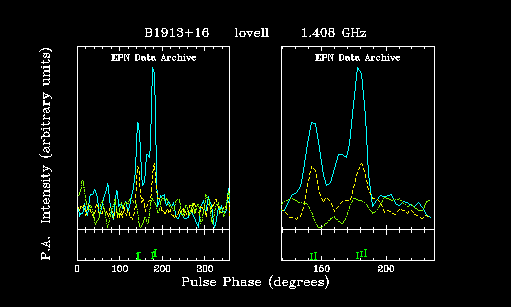 B1913+16 lovell 1.408 GHz
EPN Data Archive EPN Data Archive
P.A. Intensity (arbitrary units)
0 100 200 300 160 200
Pulse Phase (degrees)